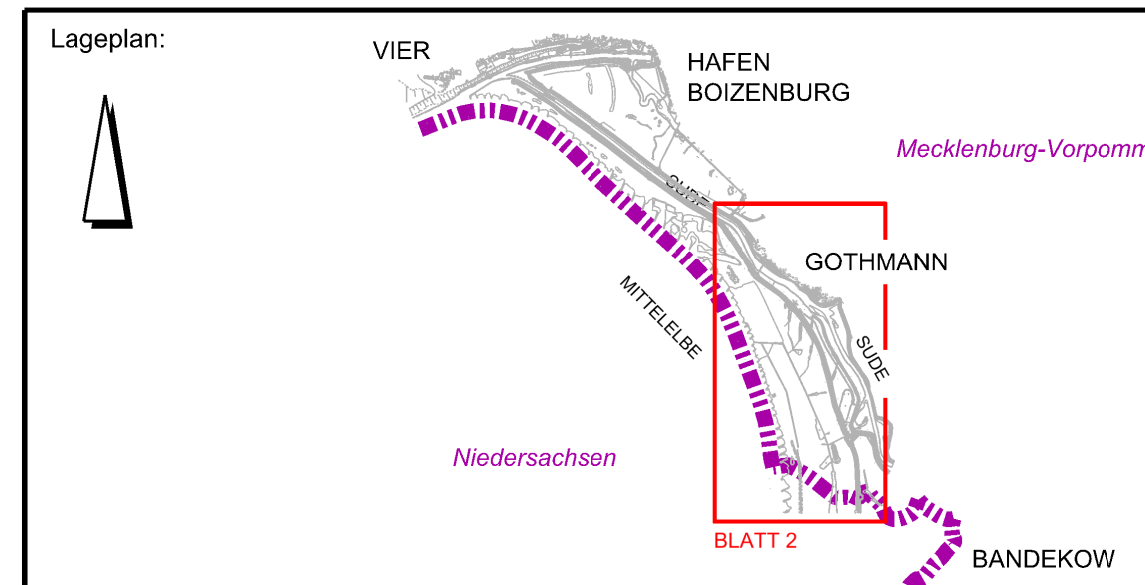 Lageplan:
VIER
HAFEN
BOIZENBURG
Mecklenburg-Vorpomm
SUDE
GOTHMANN
MITTELELBE
SUDE
Niedersachsen
BLATT 2
BANDEKOW